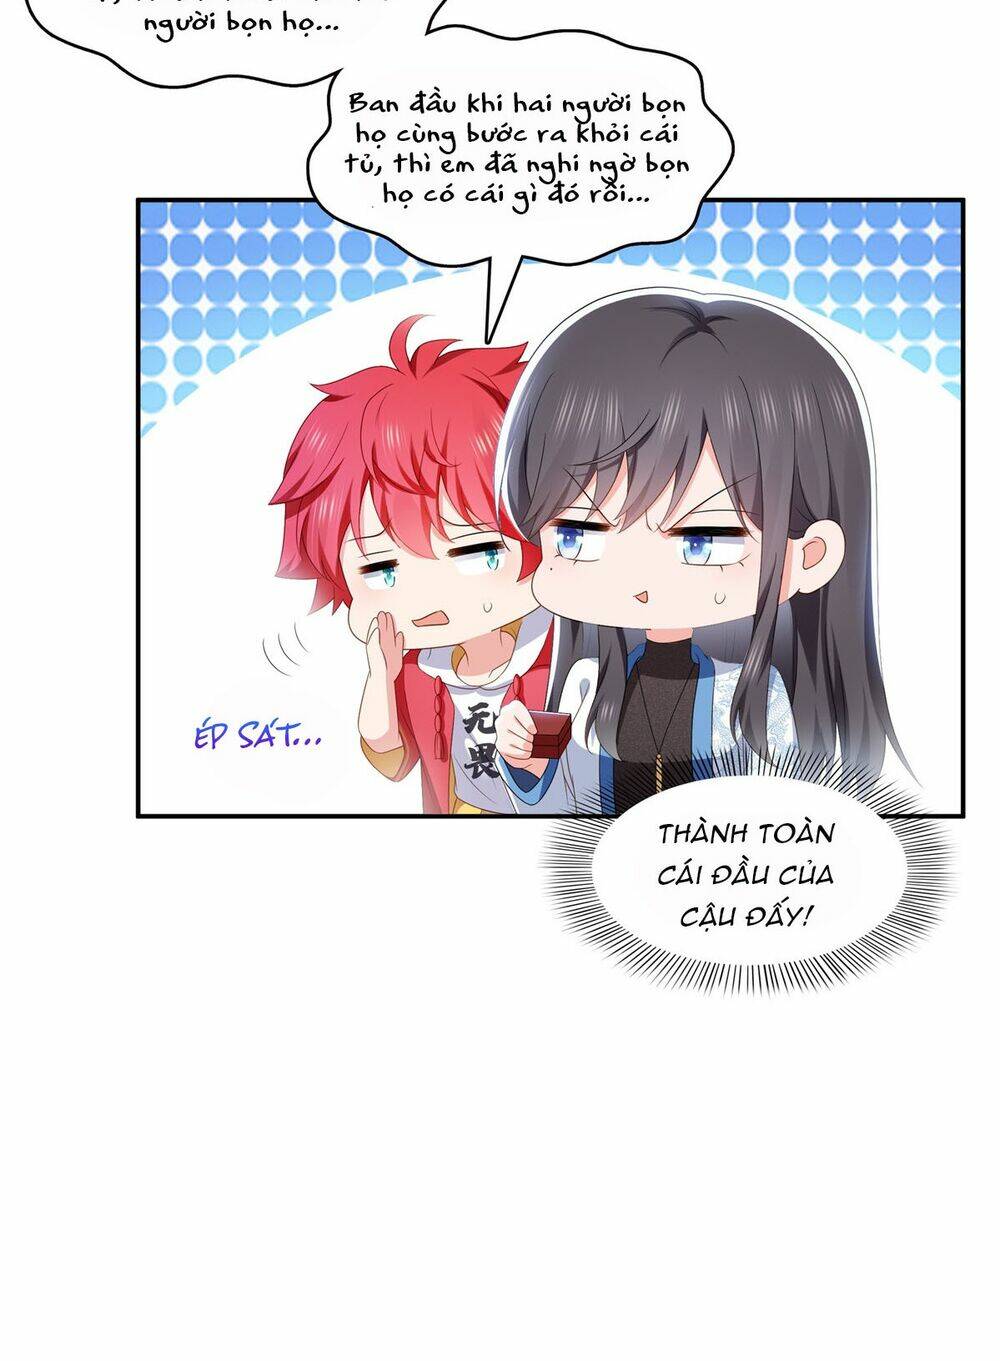 người bọn họ...
Ban đầu khi hai người bọn
họ cùng bước ra khỏi cái
tủ, thì em đã nghi ngờ bọn
họ có cái gì đó rồi...
ÉP SÁT...
无
畏
THÀNH TOÀN
CÁI ĐẦU CỦA
CẬU ĐẤY!